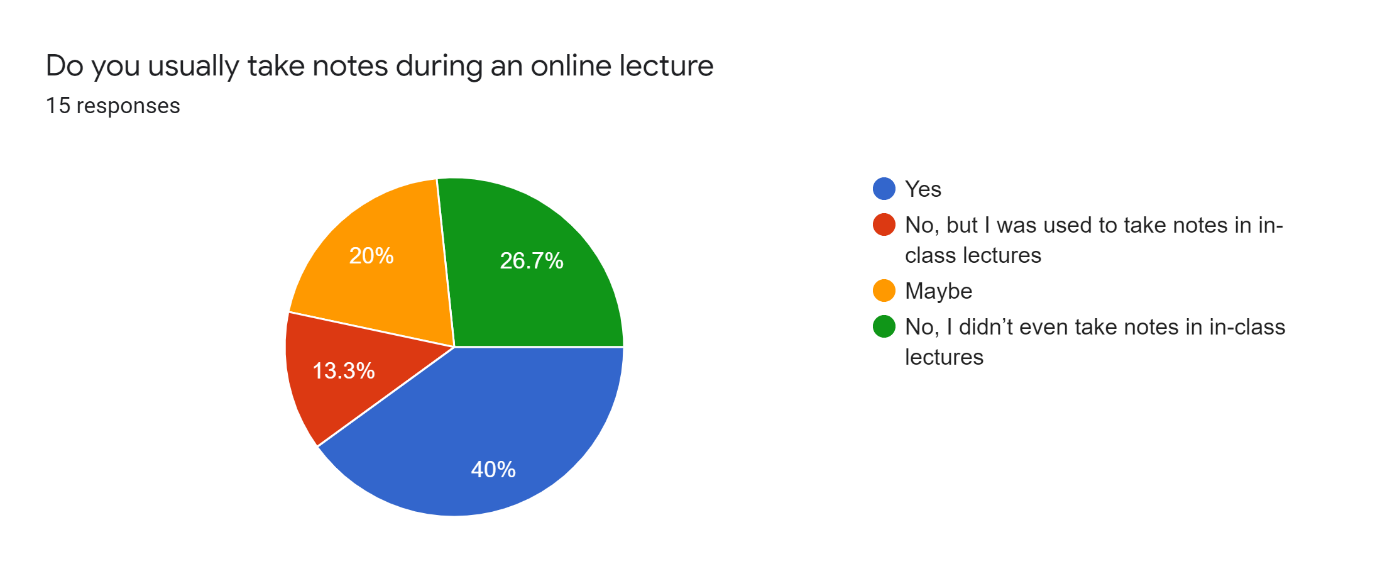 Do you usually take notes during an online lecture
15 responses
20%
26.7%
13.3%
40%
Yes
No, but I was used to take notes in in-
class lectures
Maybe
No, I didn’t even take notes in in-class
lectures